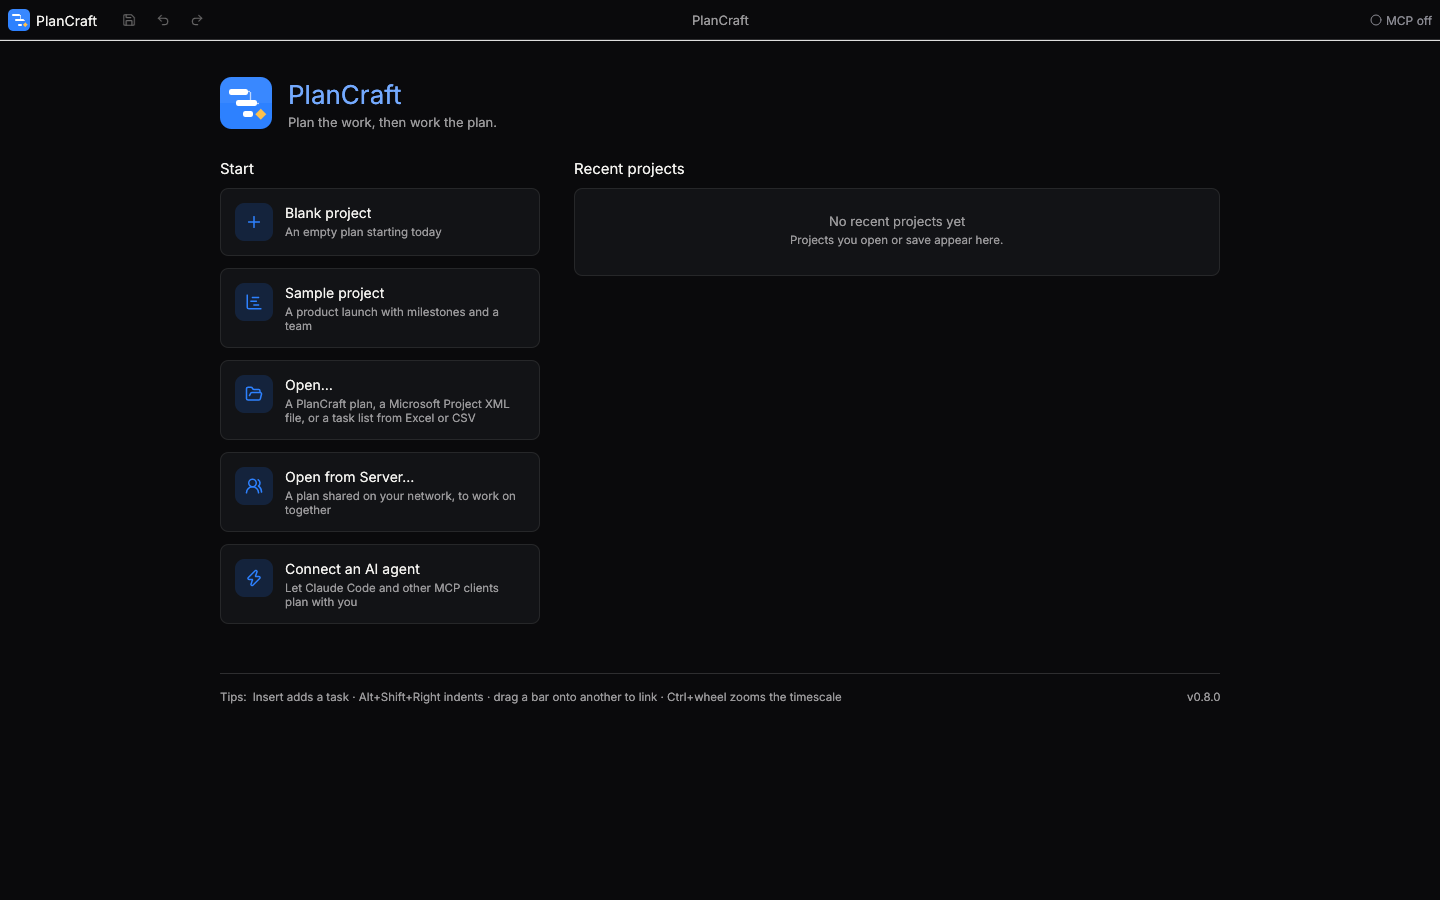 PlanCraft
PlanCraft
MCP off
PlanCraft
Plan the work, then work the plan.
Start
Blank project
An empty plan starting today
Sample project
A product launch with milestones and a
team
Open...
A PlanCraft plan, a Microsoft Project XML
file, or a task list from Excel or CSV
Open from Server...
A plan shared on your network, to work on
together
Connect an AI agent
Let Claude Code and other MCP clients
plan with you
Recent projects
No recent projects yet
Projects you open or save appear here.
Tips: Insert adds a task · Alt+Shift+Right indents · drag a bar onto another to link · Ctrl+wheel zooms the timescale
v0.8.0